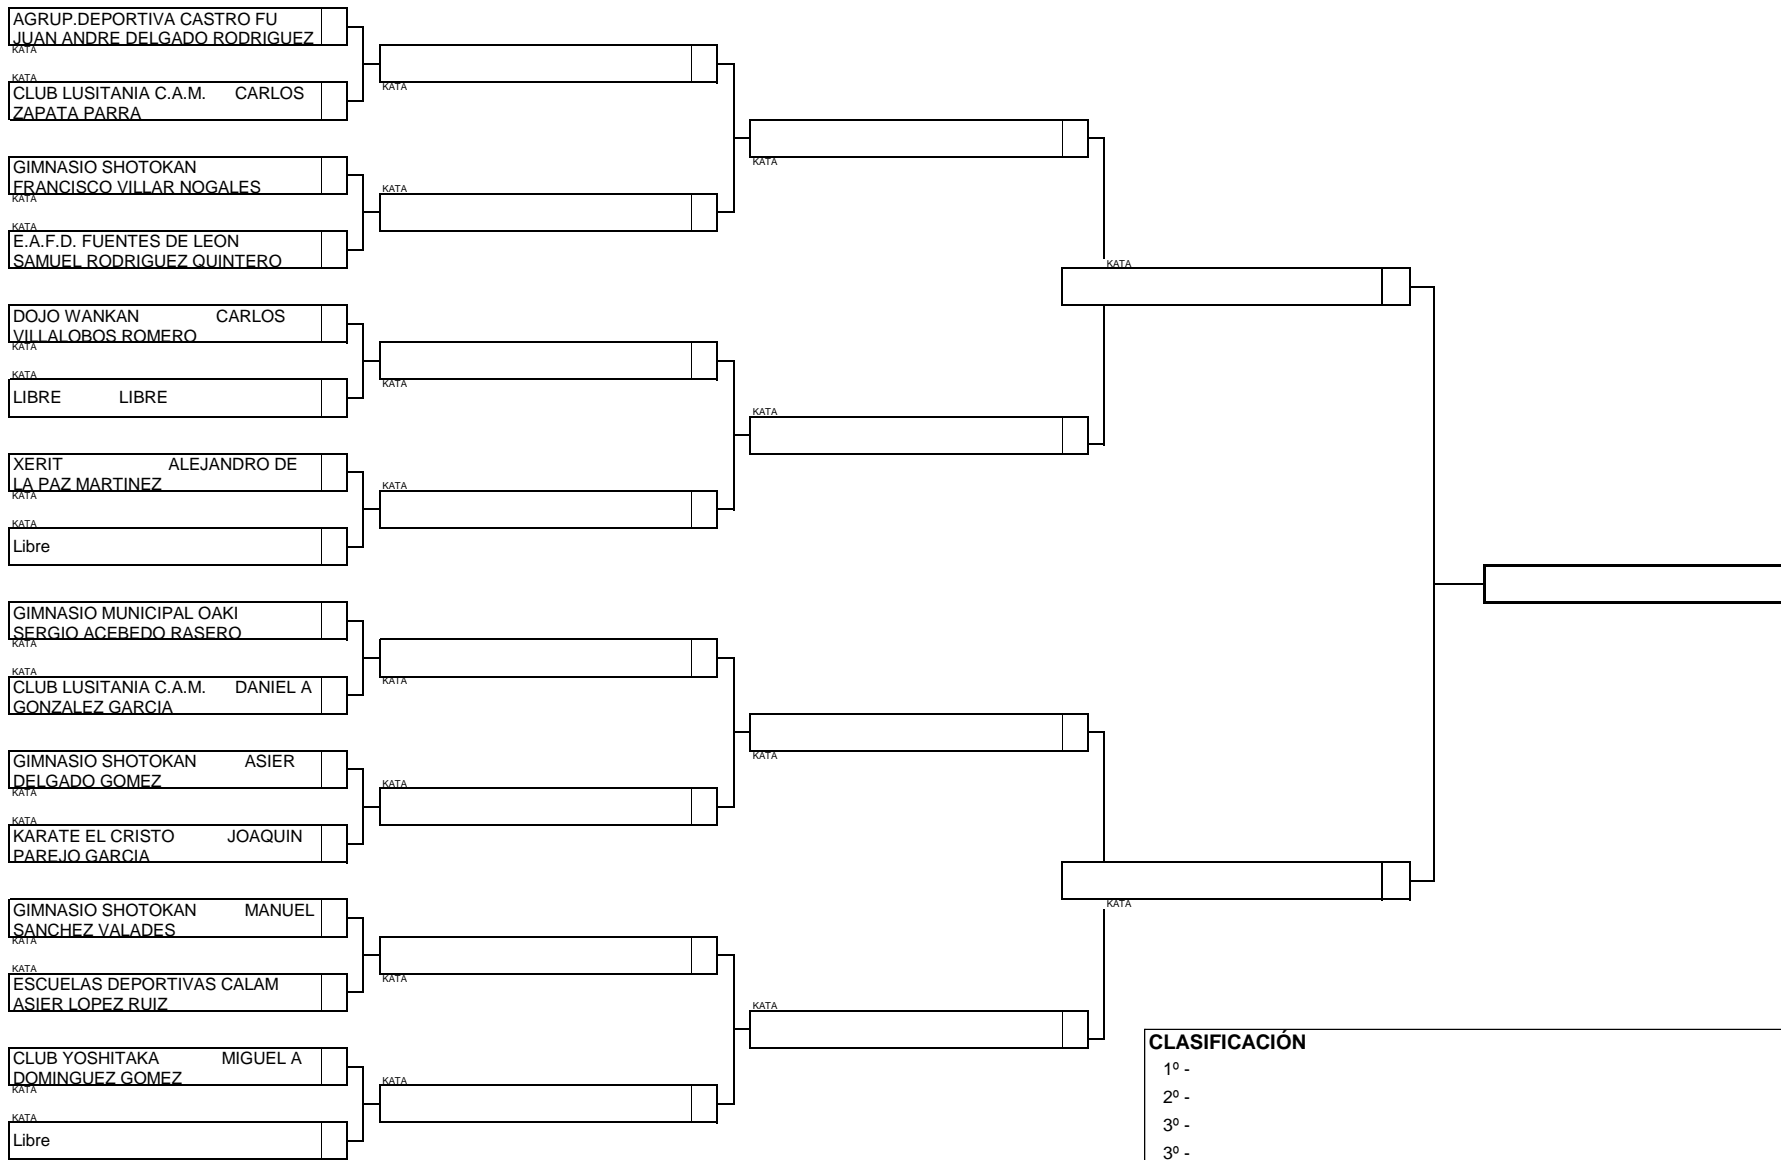 AGRUP.DEPORTIVA CASTRO FU
JUAN ANDRE DELGADO RODRIGUEZ
KATA
KATA
CLUB LUSITANIA C.A.M. CARLOS
ZAPATA PARRA
GIMNASIO SHOTOKAN
FRANCISCO VILLAR NOGALES
KATA
KATA
E.A.F.D. FUENTES DE LEON
SAMUEL RODRIGUEZ QUINTERO
DOJO WANKAN CARLOS
VILLALOBOS ROMERO
KATA
KATA
LIBRE LIBRE
XERIT ALEJANDRO DE
LA PAZ MARTINEZ
KATA
KATA
Libre
GIMNASIO MUNICIPAL OAKI
SERGIO ACEBEDO RASERO
KATA
KATA
CLUB LUSITANIA C.A.M. DANIEL A
GONZALEZ GARCIA
GIMNASIO SHOTOKAN ASIER
DELGADO GOMEZ
KATA
KATA
KARATE EL CRISTO JOAQUIN
PAREJO GARCIA
GIMNASIO SHOTOKAN MANUEL
SANCHEZ VALADES
KATA
KATA
ESCUELAS DEPORTIVAS CALAM
ASIER LOPEZ RUIZ
CLUB YOSHITAKA MIGUEL A
DOMINGUEZ GOMEZ
KATA
KATA
Libre
KATA
KATA
KATA
KATA
KATA
KATA
KATA
KATA
KATA
KATA
KATA
KATA
KATA
KATA
CLASIFICACIÓN
1º -
2º -
3º -
3º -